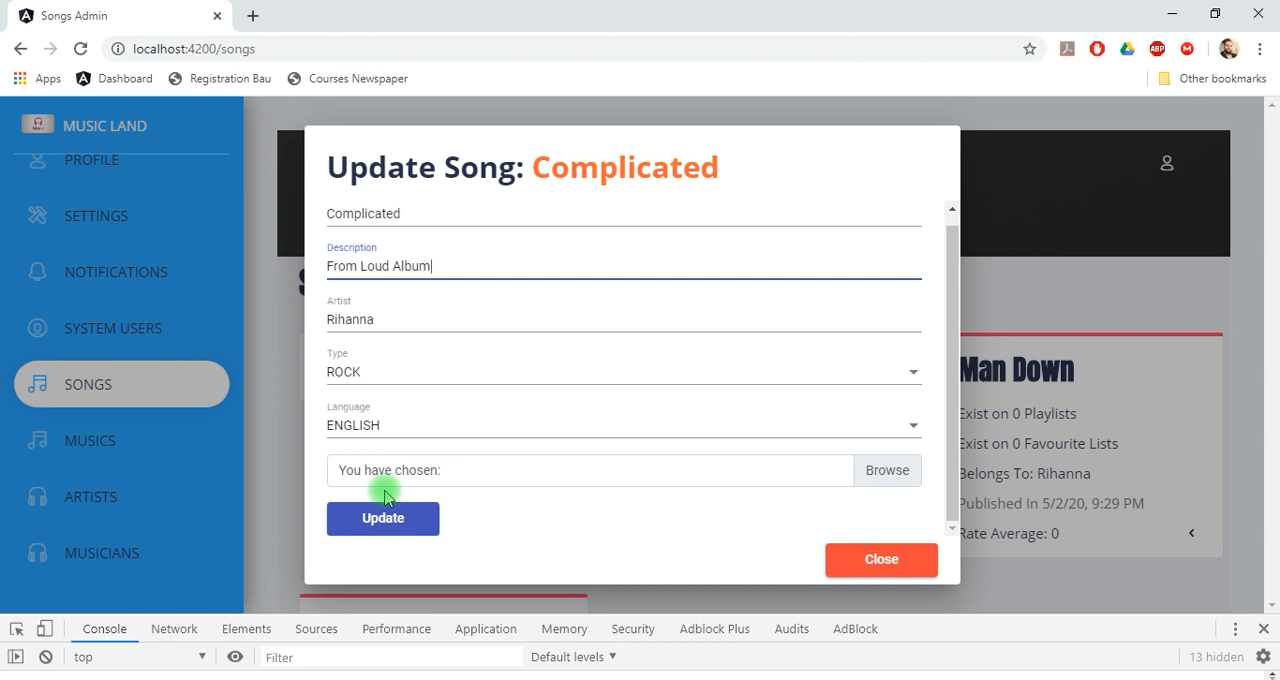 Songs Admin
localhost:4200/songs
Apps Dashboard Registration Bau Courses Newspaper Other bookmarks
MUSIC LAND
PROFILE
SETTINGS
NOTIFICATIONS
SYSTEM USERS
SONGS
MUSICS
ARTISTS
MUSICIANS
Update Song: Complicated
Complicated
Description
From Loud Album
Artist
Rihanna
Type
ROCK
Language
ENGLISH
You have chosen: Browse
Update
Close
Man Down
Exist on 0 Playlists
Exist on 0 Favourite Lists
Belongs To: Rihanna
Published In 5/2/20, 9:29 PM
Rate Average: 0
Console Network Elements Sources Performance Application Memory Security Adblock Plus Audits AdBlock
top Filter Default levels 13 hidden